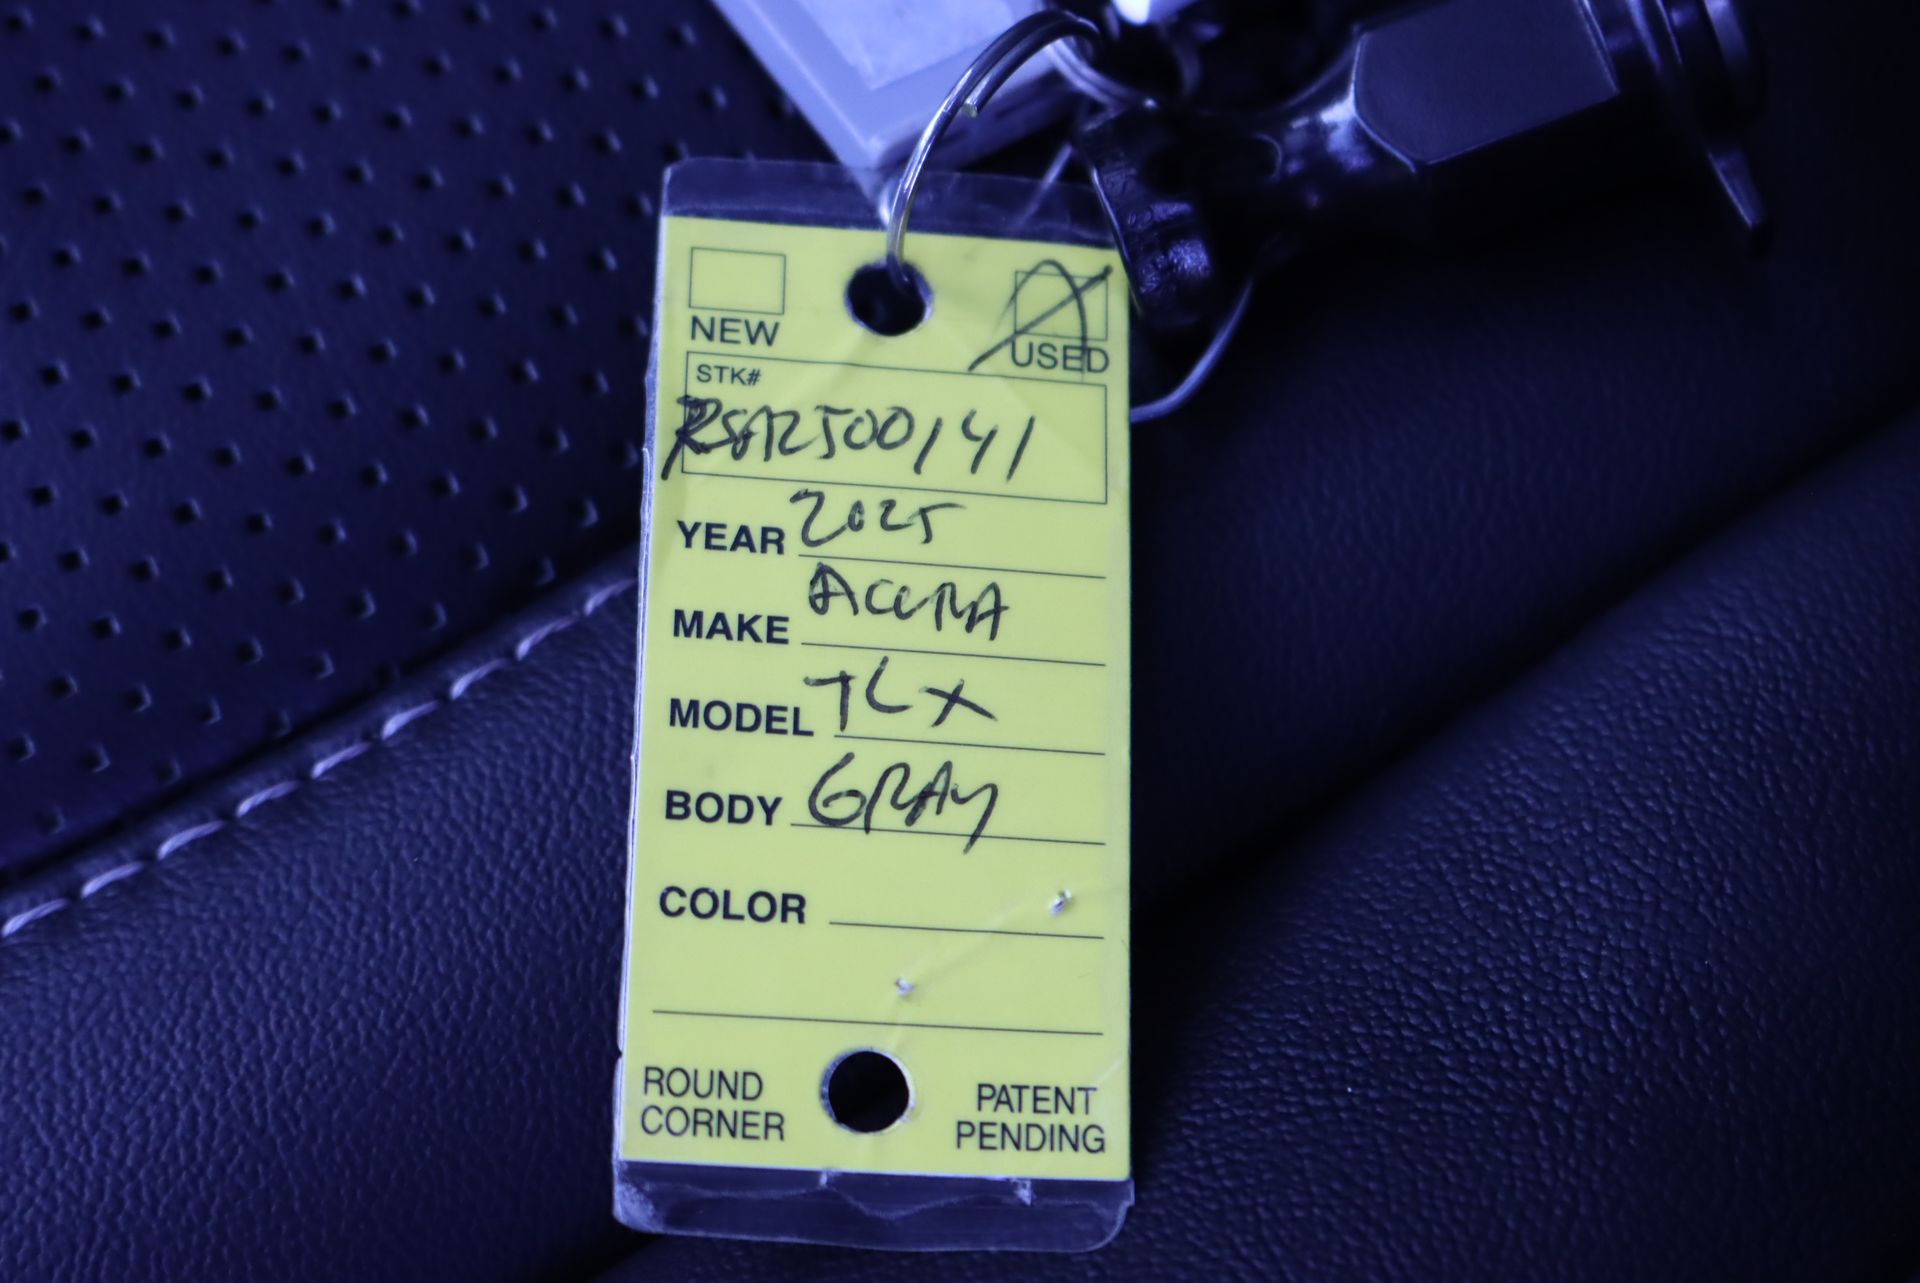 NEW USED
STK#
RSAR500141
YEAR 2025
MAKE ACURA
MODEL TLX
BODY GRAY
COLOR
ROUND CORNER
PATENT PENDING